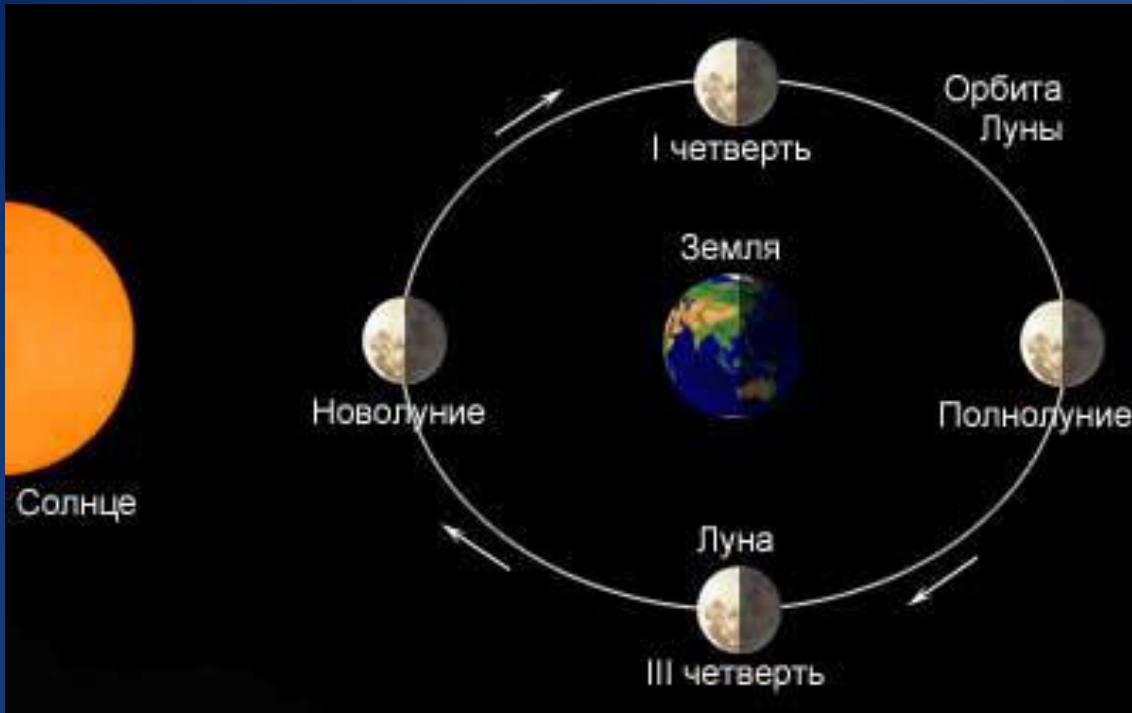 Орбита
Луны
I четверть
Земля
Новолуние
Полнолуние
Солнце
Луна
III четверть